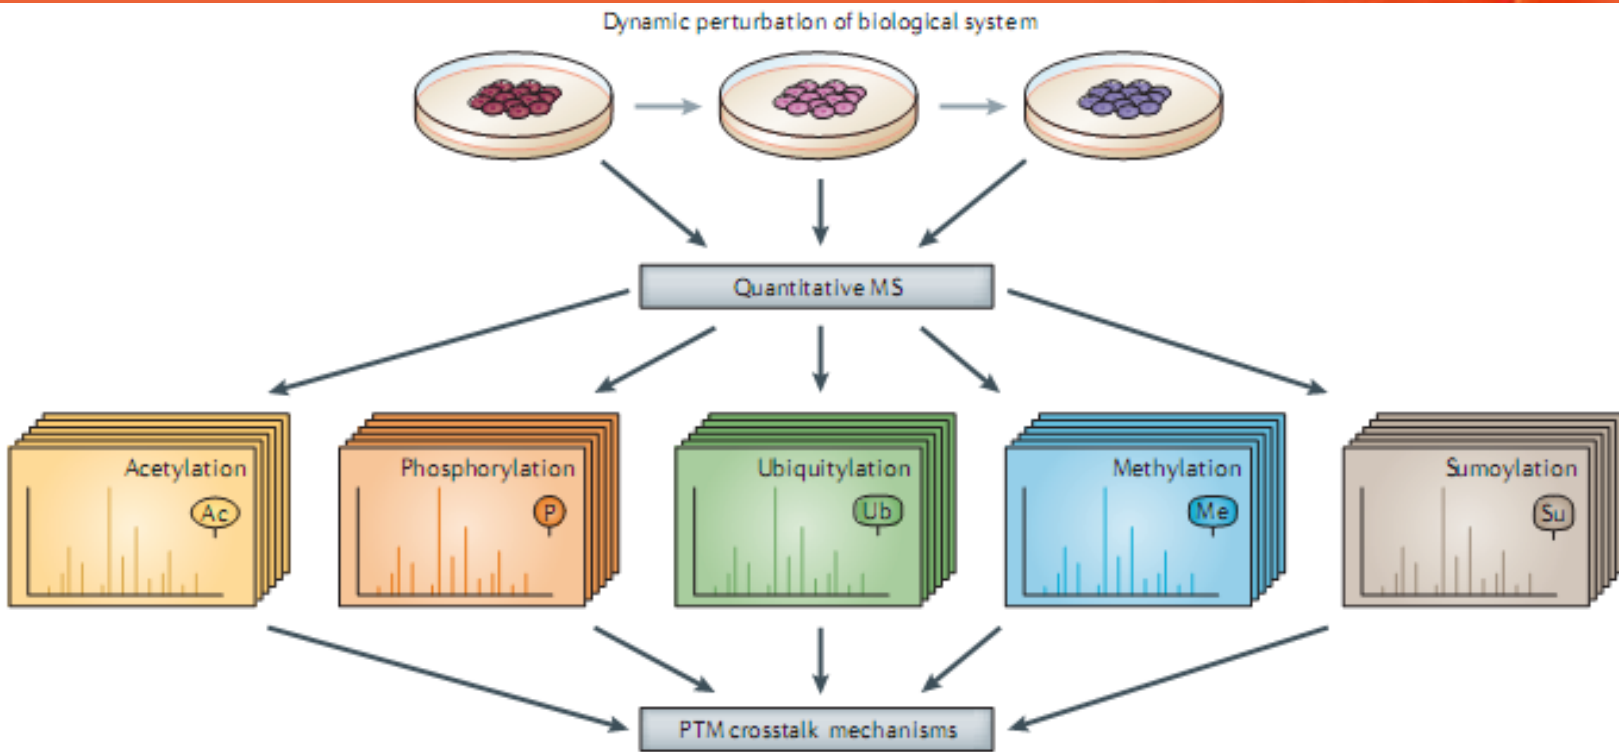 Dynamic perturbation of biological system
Quantitative MS
Acetylation
Ac
Phosphorylation
P
Ubiquitylation
Ub
Methylation
Me
Sumoylation
Su
PTM crosstalk mechanisms